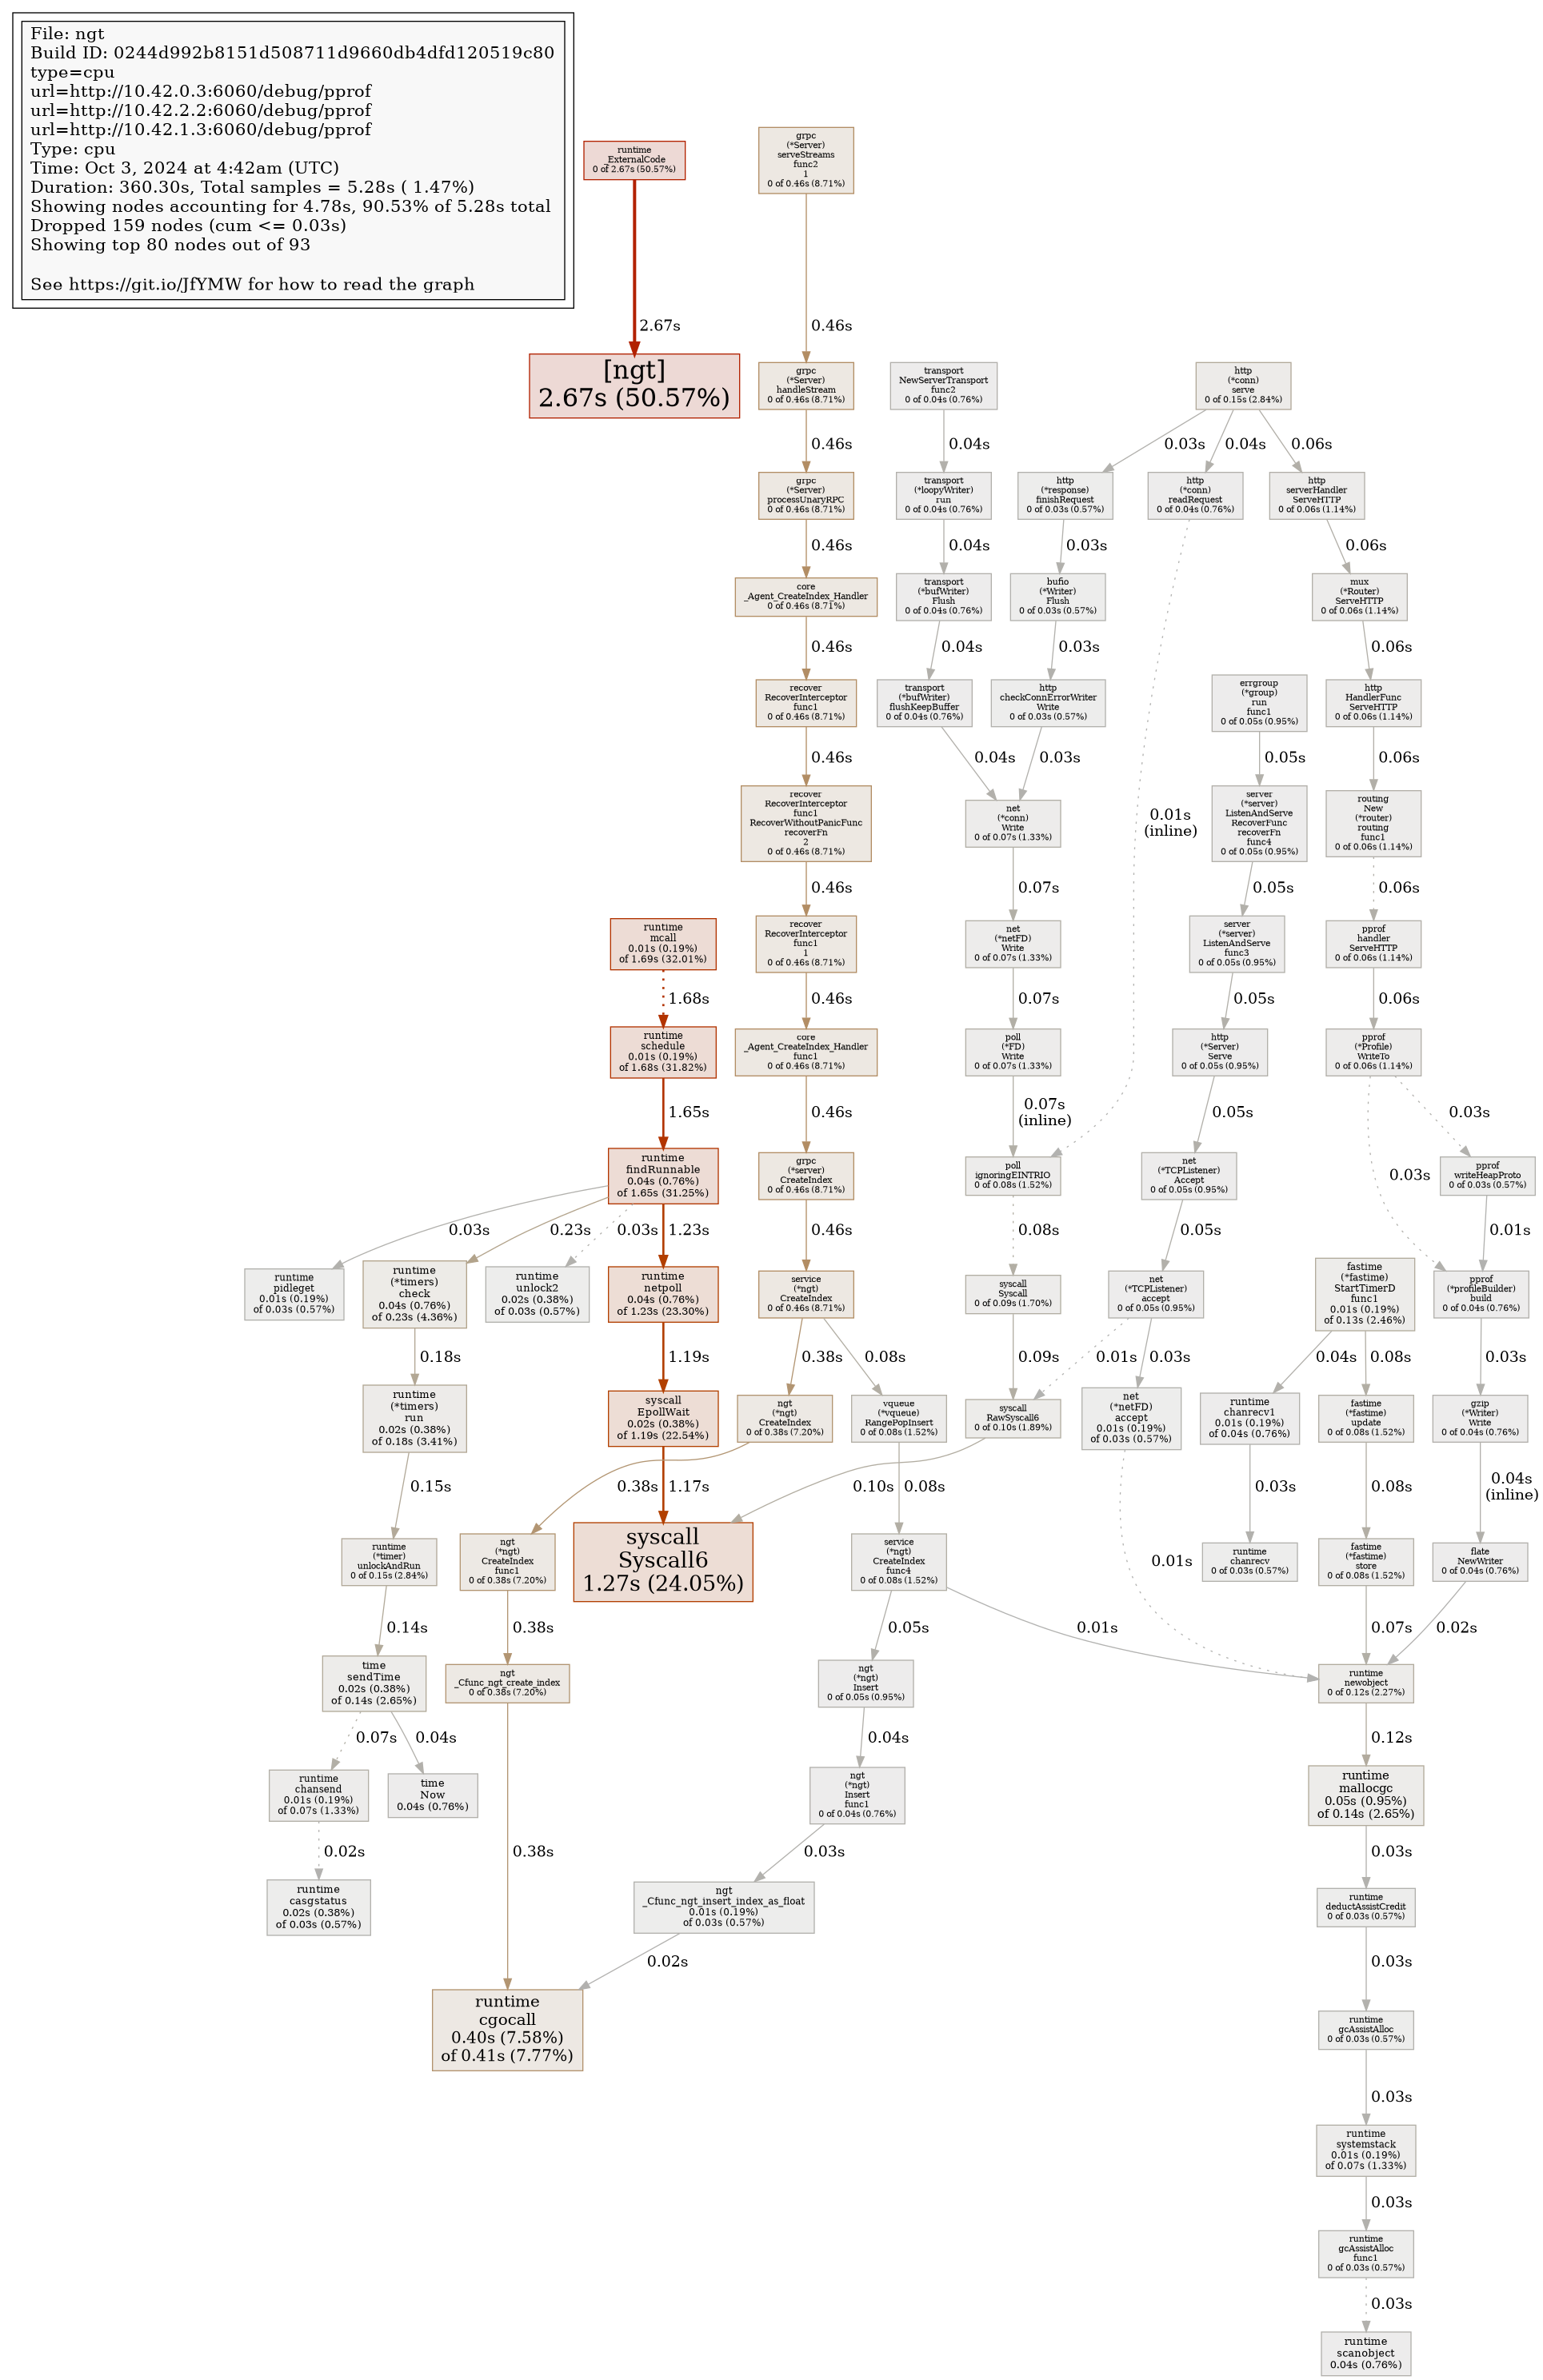 File: ngt
Build ID: 0244d992b8151d508711d9660db4dfd120519c80
type=cpu
url=http://10.42.0.3:6060/debug/pprof
url=http://10.42.2.2:6060/debug/pprof
url=http://10.42.1.3:6060/debug/pprof
Type: cpu
Time: Oct 3, 2024 at 4:42am (UTC)
Duration: 360.30s, Total samples = 5.28s ( 1.47%)
Showing nodes accounting for 4.78s, 90.53% of 5.28s total
Dropped 159 nodes (cum <= 0.03s)
Showing top 80 nodes out of 93
See https://git.io/JfYMW for how to read the graph
runtime
_ExternalCode
0 of 2.67s (50.57%)
2.67s
[ngt]
2.67s (50.57%)
grpc
(*Server)
serveStreams
func2
1
0 of 0.46s (8.71%)
0.46s
grpc
(*Server)
handleStream
0 of 0.46s (8.71%)
0.46s
grpc
(*Server)
processUnaryRPC
0 of 0.46s (8.71%)
0.46s
core
_Agent_CreateIndex_Handler
0 of 0.46s (8.71%)
0.46s
recover
RecoverInterceptor
func1
0 of 0.46s (8.71%)
0.46s
recover
RecoverInterceptor
func1
RecoverWithoutPanicFunc
recoverFn
2
0 of 0.46s (8.71%)
0.46s
recover
RecoverInterceptor
func1
1
0 of 0.46s (8.71%)
0.46s
core
_Agent_CreateIndex_Handler
func1
0 of 0.46s (8.71%)
0.46s
grpc
(*server)
CreateIndex
0 of 0.46s (8.71%)
0.46s
service
(*ngt)
CreateIndex
0 of 0.46s (8.71%)
0.38s
0.08s
ngt
(*ngt)
CreateIndex
0 of 0.38s (7.20%)
0.38s
vqueue
(*vqueue)
RangePopInsert
0 of 0.08s (1.52%)
0.08s
ngt
(*ngt)
CreateIndex
func1
0 of 0.38s (7.20%)
0.38s
ngt
_Cfunc_ngt_create_index
0 of 0.38s (7.20%)
0.38s
service
(*ngt)
CreateIndex
func4
0 of 0.08s (1.52%)
0.05s
0.01s
ngt
(*ngt)
Insert
0 of 0.05s (0.95%)
0.04s
ngt
(*ngt)
Insert
func1
0 of 0.04s (0.76%)
0.03s
ngt
_Cfunc_ngt_insert_index_as_float
0.01s (0.19%)
of 0.03s (0.57%)
0.02s
runtime
cgocall
0.40s (7.58%)
of 0.41s (7.77%)
runtime
mcall
0.01s (0.19%)
of 1.69s (32.01%)
1.68s
runtime
schedule
0.01s (0.19%)
of 1.68s (31.82%)
1.65s
runtime
findRunnable
0.04s (0.76%)
of 1.65s (31.25%)
0.03s
0.23s
0.03s
1.23s
runtime
pidleget
0.01s (0.19%)
of 0.03s (0.57%)
runtime
(*timers)
check
0.04s (0.76%)
of 0.23s (4.36%)
0.18s
runtime
unlock2
0.02s (0.38%)
of 0.03s (0.57%)
runtime
netpoll
0.04s (0.76%)
of 1.23s (23.30%)
1.19s
syscall
EpollWait
0.02s (0.38%)
of 1.19s (22.54%)
1.17s
syscall
Syscall6
1.27s (24.05%)
runtime
(*timers)
run
0.02s (0.38%)
of 0.18s (3.41%)
0.15s
runtime
(*timer)
unlockAndRun
0 of 0.15s (2.84%)
0.14s
time
sendTime
0.02s (0.38%)
of 0.14s (2.65%)
0.07s
0.04s
runtime
chansend
0.01s (0.19%)
of 0.07s (1.33%)
0.02s
time
Now
0.04s (0.76%)
runtime
casgstatus
0.02s (0.38%)
of 0.03s (0.57%)
transport
NewServerTransport
func2
0 of 0.04s (0.76%)
0.04s
transport
(*loopyWriter)
run
0 of 0.04s (0.76%)
0.04s
transport
(*bufWriter)
Flush
0 of 0.04s (0.76%)
0.04s
transport
(*bufWriter)
flushKeepBuffer
0 of 0.04s (0.76%)
0.04s
http
(*conn)
serve
0 of 0.15s (2.84%)
0.03s
0.04s
0.06s
http
(*response)
finishRequest
0 of 0.03s (0.57%)
0.03s
bufio
(*Writer)
Flush
0 of 0.03s (0.57%)
0.03s
http
checkConnErrorWriter
Write
0 of 0.03s (0.57%)
0.03s
http
(*conn)
readRequest
0 of 0.04s (0.76%)
0.01s
(inline)
net
(*conn)
Write
0 of 0.07s (1.33%)
0.07s
net
(*netFD)
Write
0 of 0.07s (1.33%)
0.07s
poll
(*FD)
Write
0 of 0.07s (1.33%)
0.07s
(inline)
poll
ignoringEINTRIO
0 of 0.08s (1.52%)
0.08s
syscall
Syscall
0 of 0.09s (1.70%)
0.09s
syscall
RawSyscall6
0 of 0.10s (1.89%)
0.10s
http
serverHandler
ServeHTTP
0 of 0.06s (1.14%)
0.06s
mux
(*Router)
ServeHTTP
0 of 0.06s (1.14%)
0.06s
http
HandlerFunc
ServeHTTP
0 of 0.06s (1.14%)
0.06s
routing
New
(*router)
routing
func1
0 of 0.06s (1.14%)
0.06s
pprof
handler
ServeHTTP
0 of 0.06s (1.14%)
0.06s
pprof
(*Profile)
WriteTo
0 of 0.06s (1.14%)
0.03s
0.03s
pprof
writeHeapProto
0 of 0.03s (0.57%)
0.01s
pprof
(*profileBuilder)
build
0 of 0.04s (0.76%)
0.03s
gzip
(*Writer)
Write
0 of 0.04s (0.76%)
0.04s
(inline)
flate
NewWriter
0 of 0.04s (0.76%)
0.02s
errgroup
(*group)
run
func1
0 of 0.05s (0.95%)
0.05s
server
(*server)
ListenAndServe
RecoverFunc
recoverFn
func4
0 of 0.05s (0.95%)
0.05s
server
(*server)
ListenAndServe
func3
0 of 0.05s (0.95%)
0.05s
http
(*Server)
Serve
0 of 0.05s (0.95%)
0.05s
net
(*TCPListener)
Accept
0 of 0.05s (0.95%)
0.05s
net
(*TCPListener)
accept
0 of 0.05s (0.95%)
0.01s
0.03s
net
(*netFD)
accept
0.01s (0.19%)
of 0.03s (0.57%)
0.01s
fastime
(*fastime)
StartTimerD
func1
0.01s (0.19%)
of 0.13s (2.46%)
0.04s
0.08s
runtime
chanrecv1
0.01s (0.19%)
of 0.04s (0.76%)
0.03s
runtime
chanrecv
0 of 0.03s (0.57%)
fastime
(*fastime)
update
0 of 0.08s (1.52%)
0.08s
fastime
(*fastime)
store
0 of 0.08s (1.52%)
0.07s
runtime
newobject
0 of 0.12s (2.27%)
0.12s
runtime
mallocgc
0.05s (0.95%)
of 0.14s (2.65%)
0.03s
runtime
deductAssistCredit
0 of 0.03s (0.57%)
0.03s
runtime
gcAssistAlloc
0 of 0.03s (0.57%)
0.03s
runtime
systemstack
0.01s (0.19%)
of 0.07s (1.33%)
0.03s
runtime
gcAssistAlloc
func1
0 of 0.03s (0.57%)
0.03s
runtime
scanobject
0.04s (0.76%)